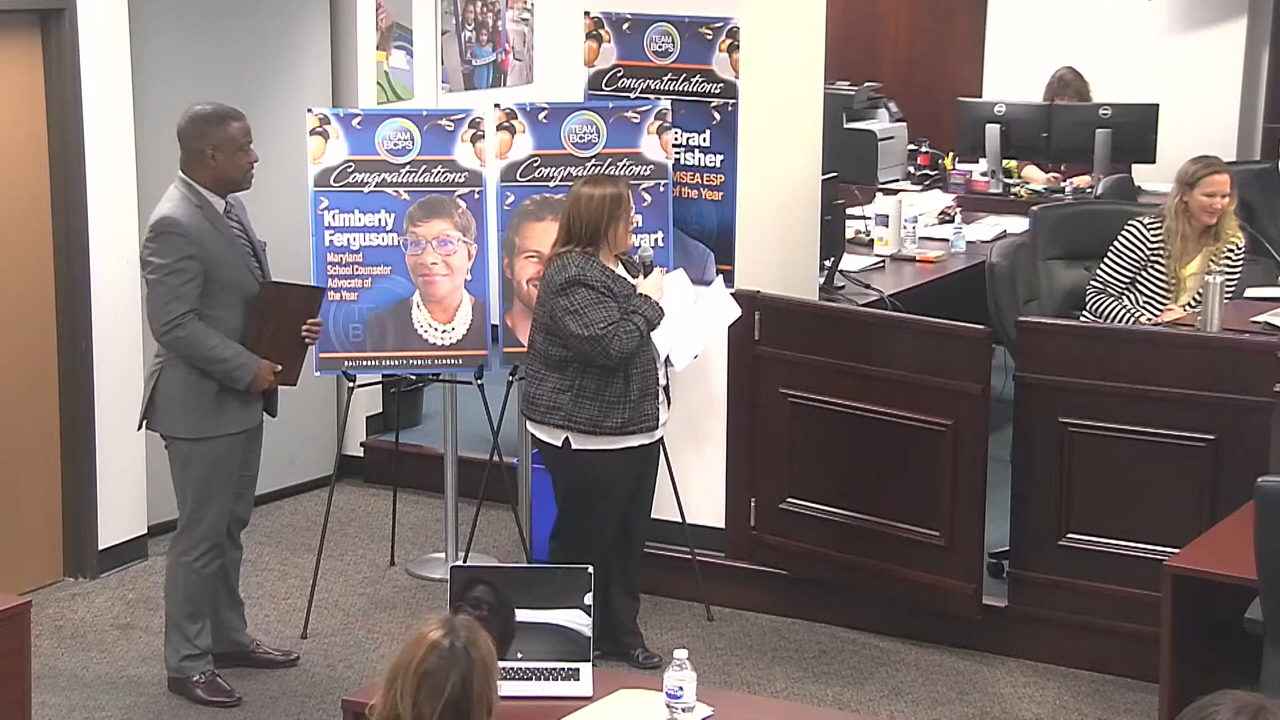 TEAM
BCPS
Congratulations
Brad
Fisher
MSEA ESP
of the Year
TEAM
BCPS
Congratulations
Kimberly
Ferguson
Maryland
School Counselor
Advocate of
the Year
BALTIMORE COUNTY PUBLIC SCHOOLS
TEAM
BCPS
Congratulations
wart